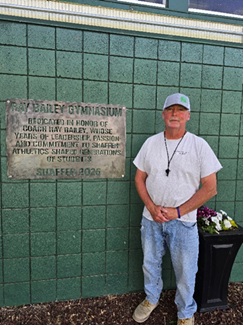 RAY BAILEY GYMNASIUM
DEDICATED IN HONOR OF
COACH RAY BAILEY, WHOSE
YEARS OF LEADERSHIP, PASSION
AND COMMITMENT TO SHAFFER
ATHLETICS SHAPED GENERATIONS
OF STUDENTS
SHAFFER 2026